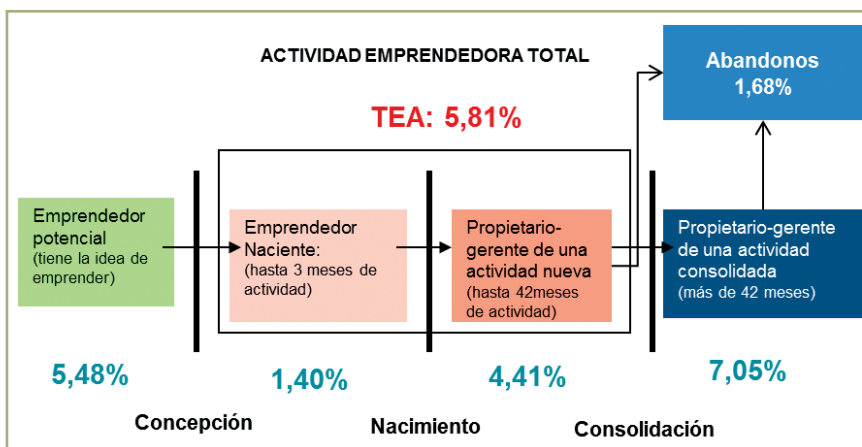 ACTIVIDAD EMPRENDEDORA TOTAL
TEA: 5,81%
Abandonos
1,68%
Emprendedor
potencial
(tiene la idea de
emprender)
Emprendedor
Naciente:
(hasta 3 meses de
actividad)
Propietario-
gerente de una
actividad nueva
(hasta 42meses
de actividad)
Propietario-gerente
de una actividad
consolidada
(más de 42 meses)
5,48%
1,40%
4,41%
7,05%
Concepción
Nacimiento
Consolidación